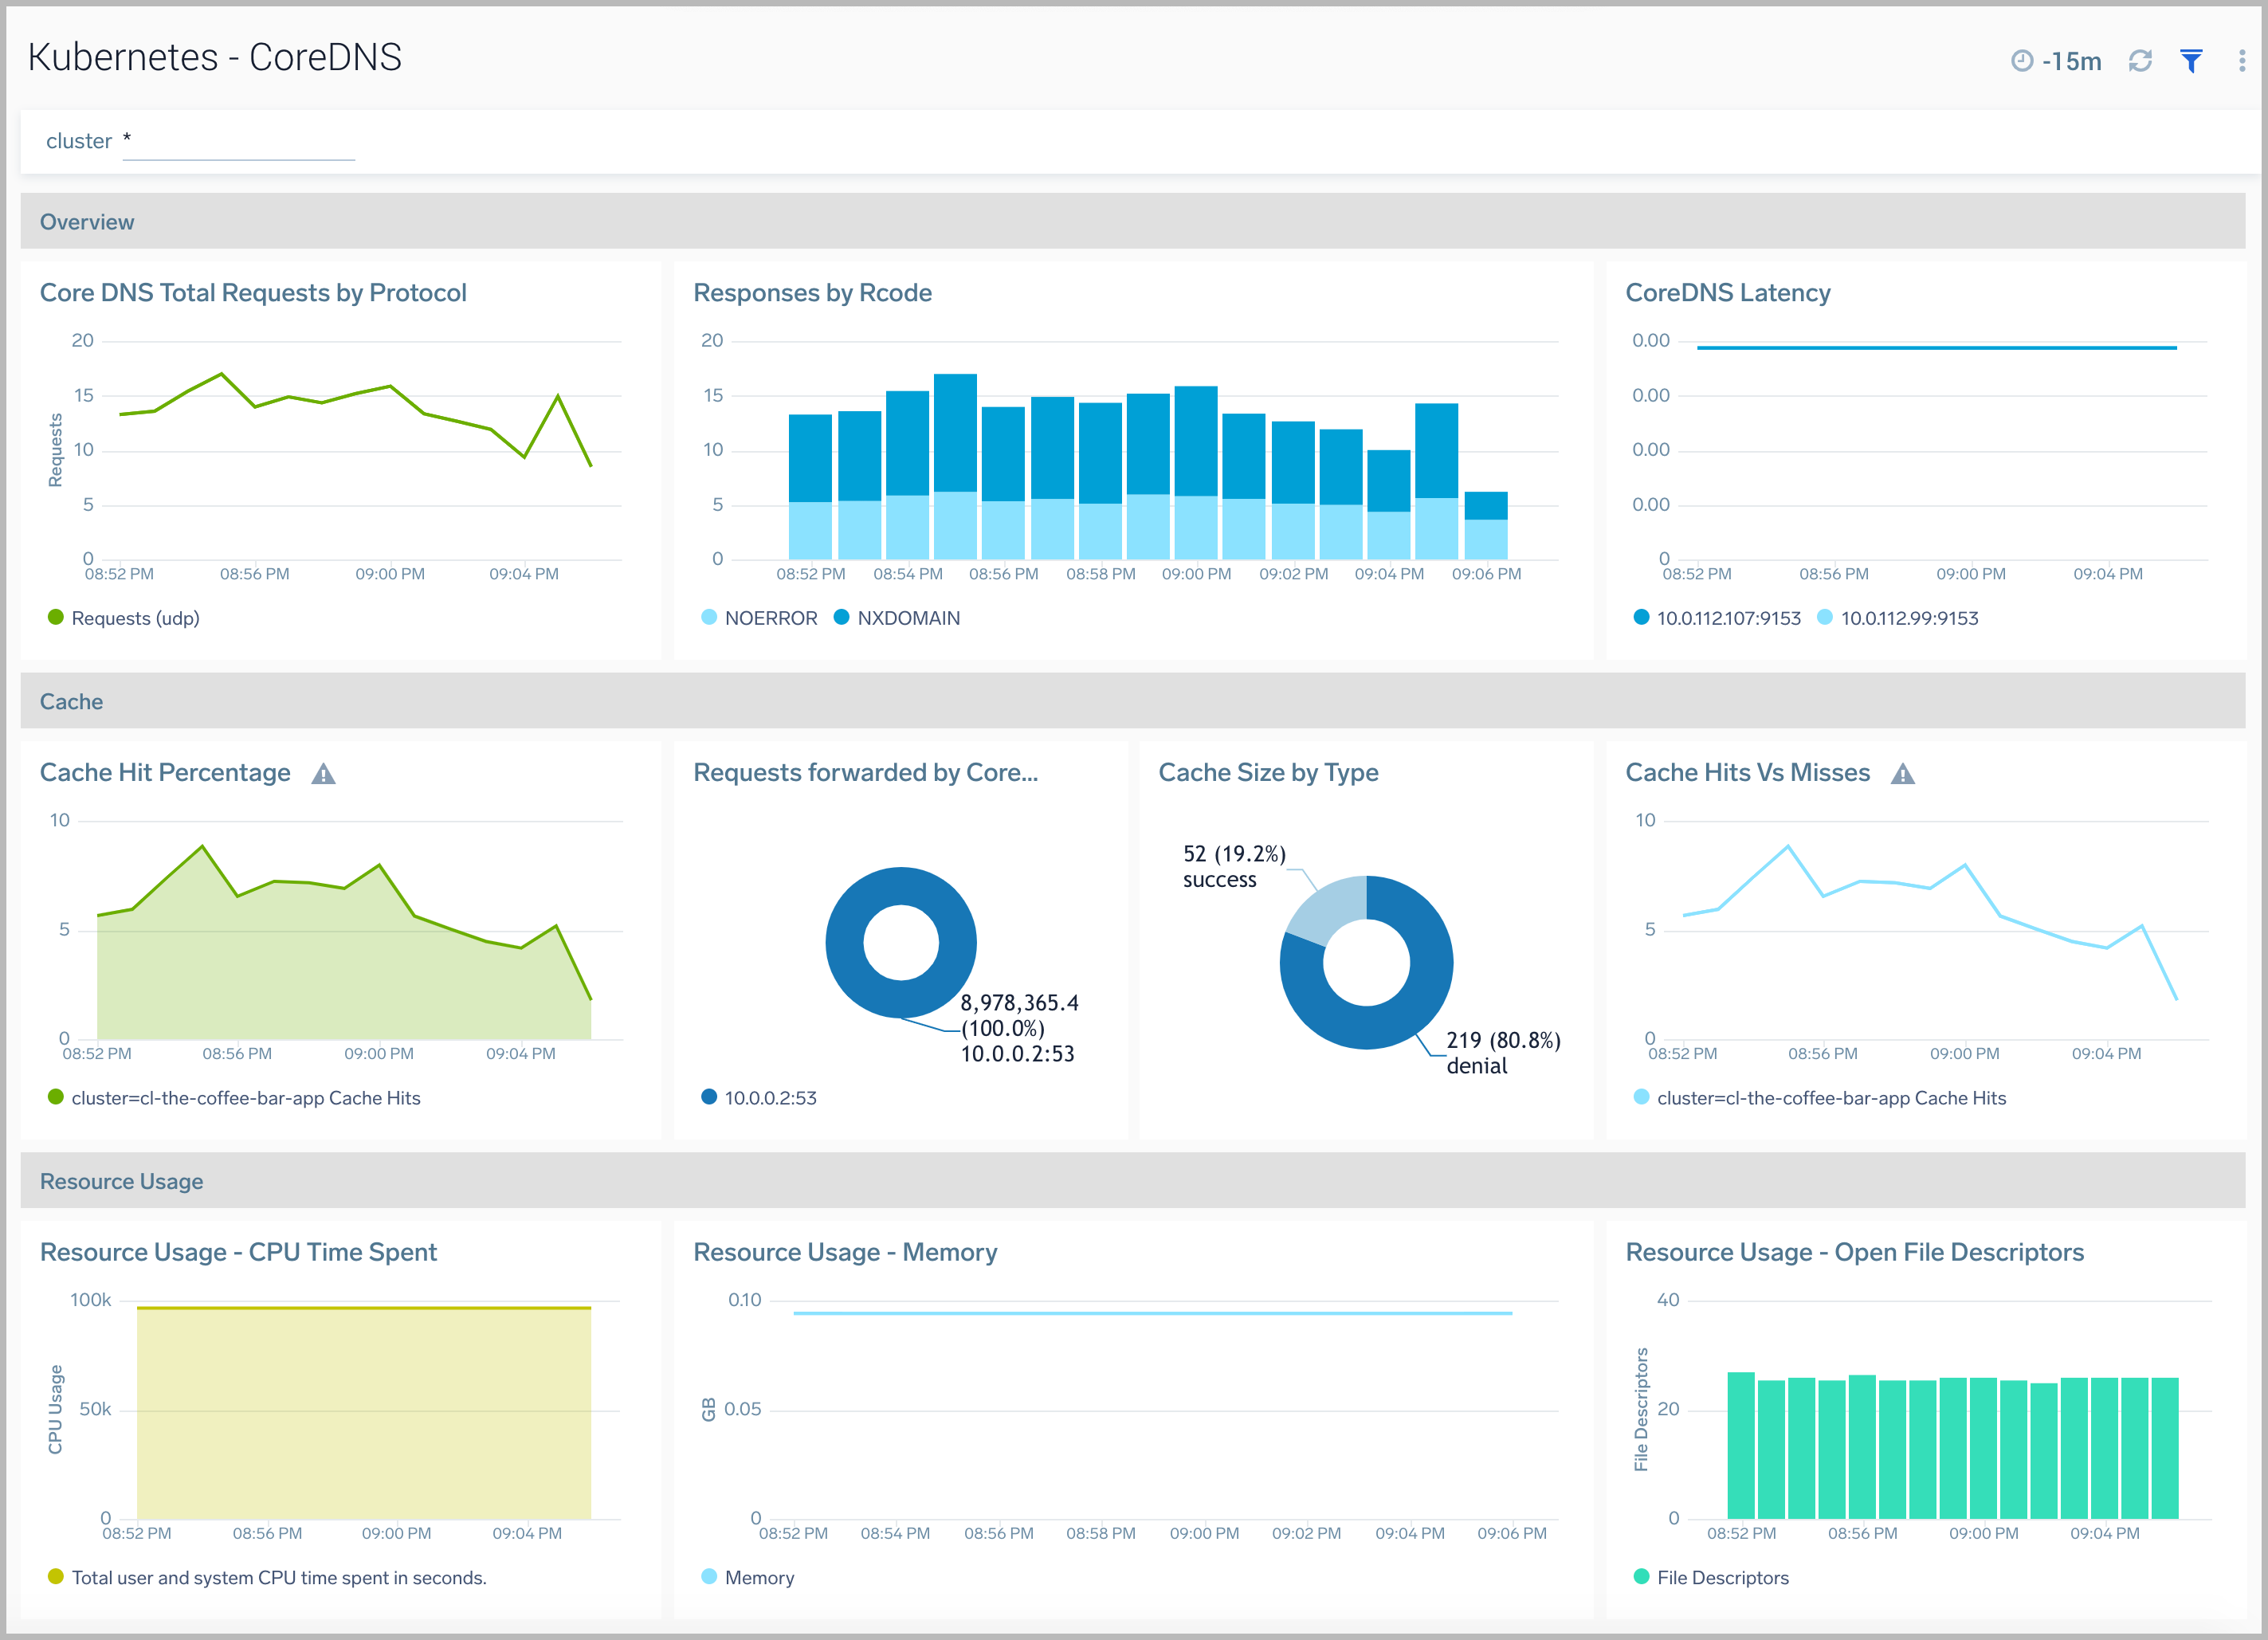 Kubernetes - CoreDNS
-15m
cluster *
Overview
Core DNS Total Requests by Protocol
Requests
20
15
10
5
0
08:52 PM 08:56 PM 09:00 PM 09:04 PM
Requests (udp)
Responses by Rcode
20
15
10
5
0
08:52 PM 08:54 PM 08:56 PM 08:58 PM 09:00 PM 09:02 PM 09:04 PM 09:06 PM
NOERROR NXDOMAIN
CoreDNS Latency
0.00
0.00
0.00
0.00
0
08:52 PM 08:56 PM 09:00 PM 09:04 PM
10.0.112.107:9153 10.0.112.99:9153
Cache
Cache Hit Percentage
10
5
0
08:52 PM 08:56 PM 09:00 PM 09:04 PM
cluster=cl-the-coffee-bar-app Cache Hits
Requests forwarded by Core...
8,978,365.4
(100.0%)
10.0.0.2:53
10.0.0.2:53
Cache Size by Type
52 (19.2%)
success
219 (80.8%)
denial
Cache Hits Vs Misses
10
5
0
08:52 PM 08:56 PM 09:00 PM 09:04 PM
cluster=cl-the-coffee-bar-app Cache Hits
Resource Usage
Resource Usage - CPU Time Spent
CPU Usage
100k
50k
0
08:52 PM 08:56 PM 09:00 PM 09:04 PM
Total user and system CPU time spent in seconds.
Resource Usage - Memory
GB
0.10
0.05
0
08:52 PM 08:54 PM 08:56 PM 08:58 PM 09:00 PM 09:02 PM 09:04 PM 09:06 PM
Memory
Resource Usage - Open File Descriptors
File Descriptors
40
20
0
08:52 PM 08:56 PM 09:00 PM 09:04 PM
File Descriptors